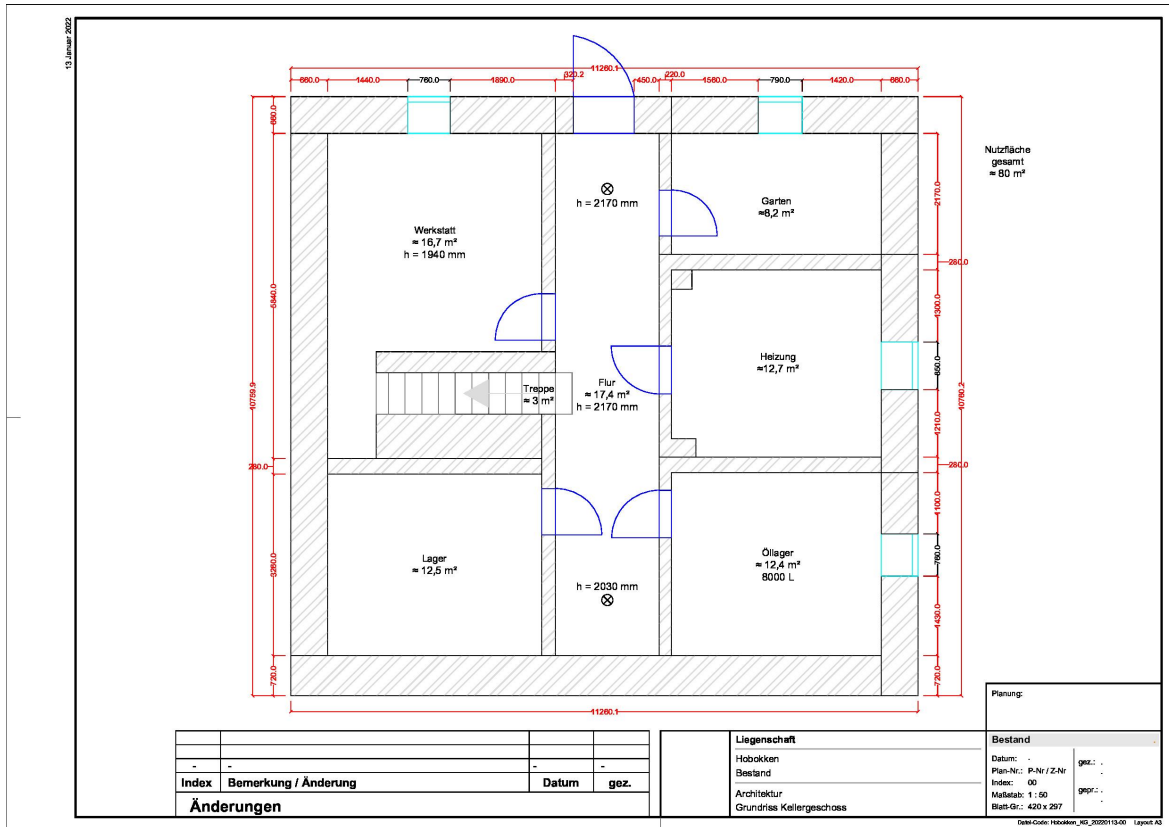 13 Januar 2022
11260.1
660.0 1440.0 760.0 1890.0 320.2 450.0 220.0 1560.0 790.0 1420.0 660.0
660.0
5840.0
280.0
3260.0
720.0
10759.9
2170.0
260.0
1300.0
850.0
1210.0
280.0
1100.0
760.0
1430.0
720.0
10760.2
11260.1
Nutzfläche
gesamt
≈ 80 m²
h = 2170 mm
Garten
≈8,2 m²
Werkstatt
≈ 16,7 m²
h = 1940 mm
Heizung
≈12,7 m²
Treppe
≈ 3 m²
Flur
≈ 17,4 m²
h = 2170 mm
Lager
≈ 12,5 m²
h = 2030 mm
Öllager
≈ 12,4 m²
8000 L
- - - -
Index Bemerkung / Änderung Datum gez.
Änderungen
Liegenschaft
Hobokken
Bestand
Architektur
Grundriss Kellergeschoss
Planung:
Bestand
Datum: -
Plan-Nr.: P-Nr / Z-Nr
Index: 00
Maßstab: 1 : 50
Blatt-Gr.: 420 x 297
gez.: .
gepr.: .
Datei-Code: Hobokken_KG_20220113-00 Layout: A3